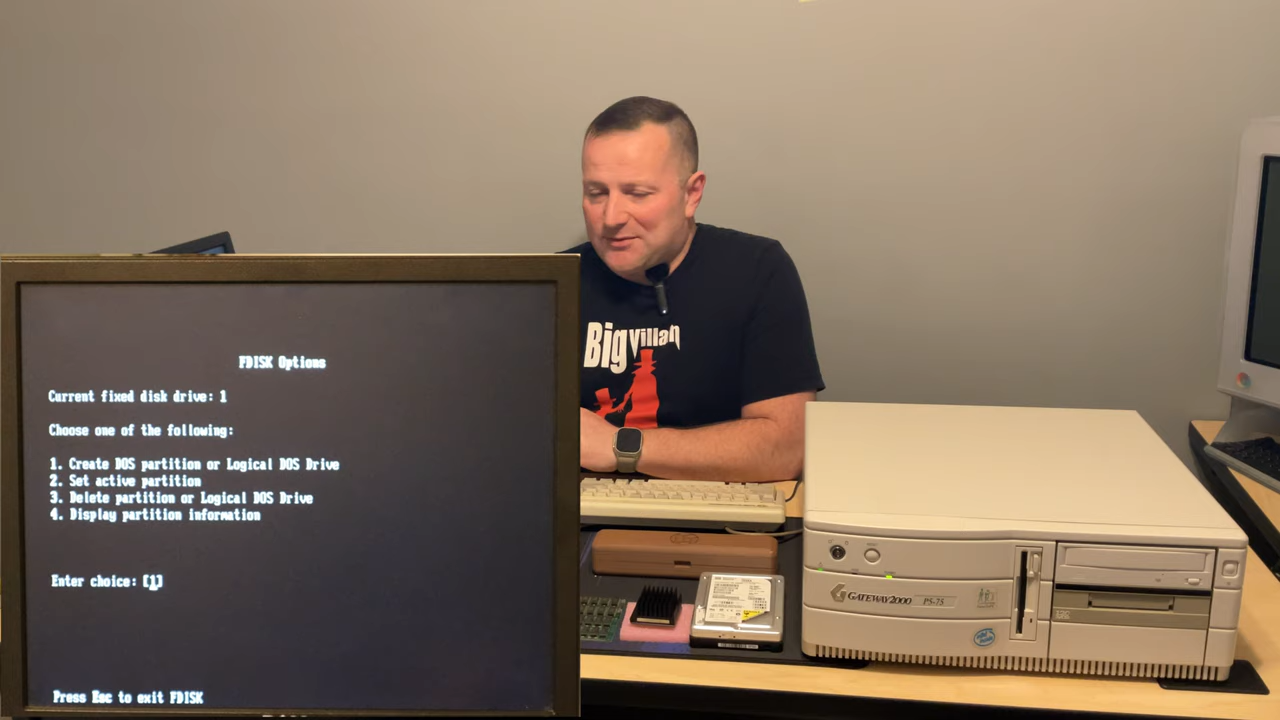 FDISK Options
Current fixed disk drive: 1
Choose one of the following:
1. Create DOS partition or Logical DOS Drive
2. Set active partition
3. Delete partition or Logical DOS Drive
4. Display partition information
Enter choice: [1]
Press Esc to exit FDISK
Big Villain
GATEWAY2000 P5-75